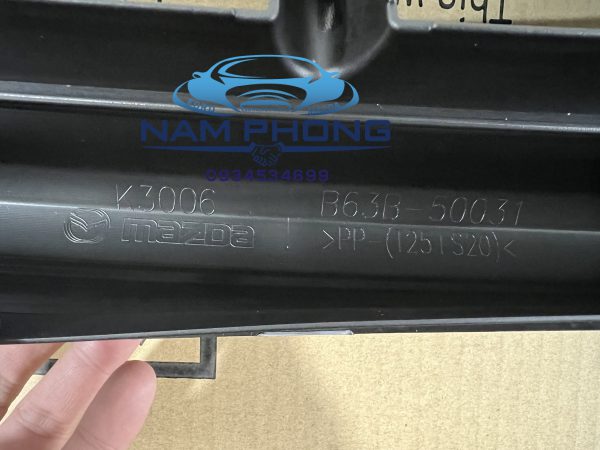 NAM PHONG
0934534699
K3006 B63B-50031
mazda
>PP-(T25TS20)<